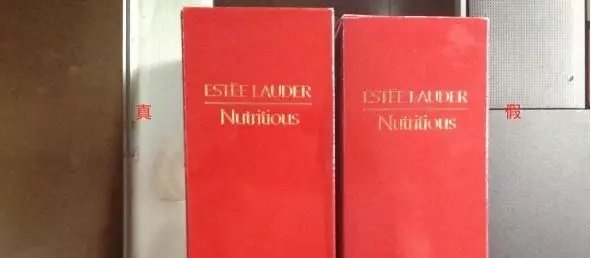 真
ESTĒE LAUDER
Nutritious
ESTĒE LAUDER
Nutritious
假